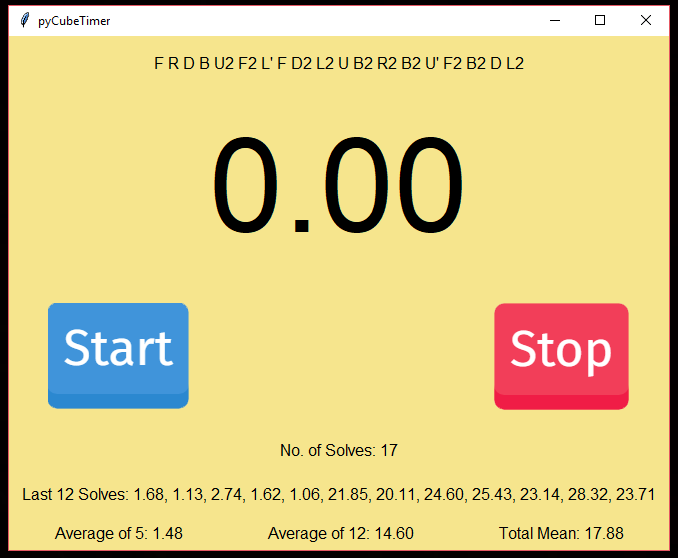 pyCubeTimer
F R D B U2 F2 L' F D2 L2 U B2 R2 B2 U' F2 B2 D L2
0.00
Start
Stop
No. of Solves: 17
Last 12 Solves: 1.68, 1.13, 2.74, 1.62, 1.06, 21.85, 20.11, 24.60, 25.43, 23.14, 28.32, 23.71
Average of 5: 1.48
Average of 12: 14.60
Total Mean: 17.88